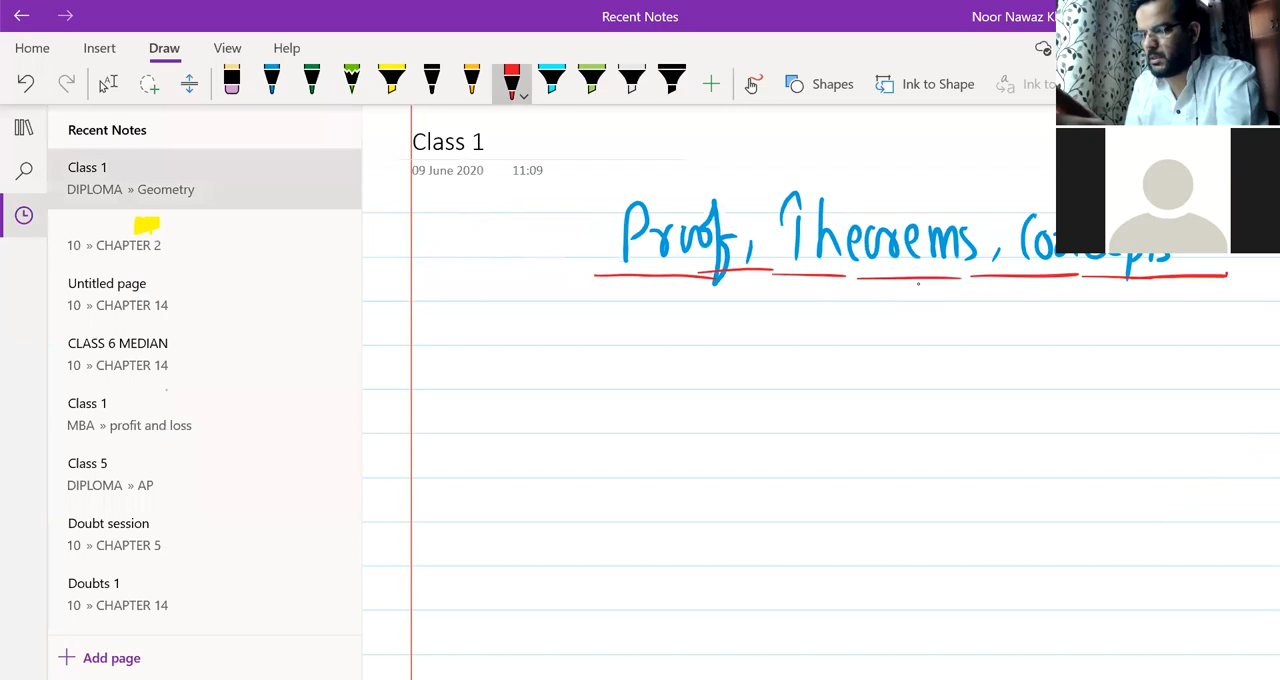 Recent Notes
Noor Nawaz
Home Insert Draw View Help
Shapes Ink to Shape Ink to
Recent Notes
Class 1
DIPLOMA » Geometry
10 » CHAPTER 2
Untitled page
10 » CHAPTER 14
CLASS 6 MEDIAN
10 » CHAPTER 14
Class 1
MBA » profit and loss
Class 5
DIPLOMA » AP
Doubt session
10 » CHAPTER 5
Doubts 1
10 » CHAPTER 14
Add page
Class 1
09 June 2020 11:09
Proof, Theorems,